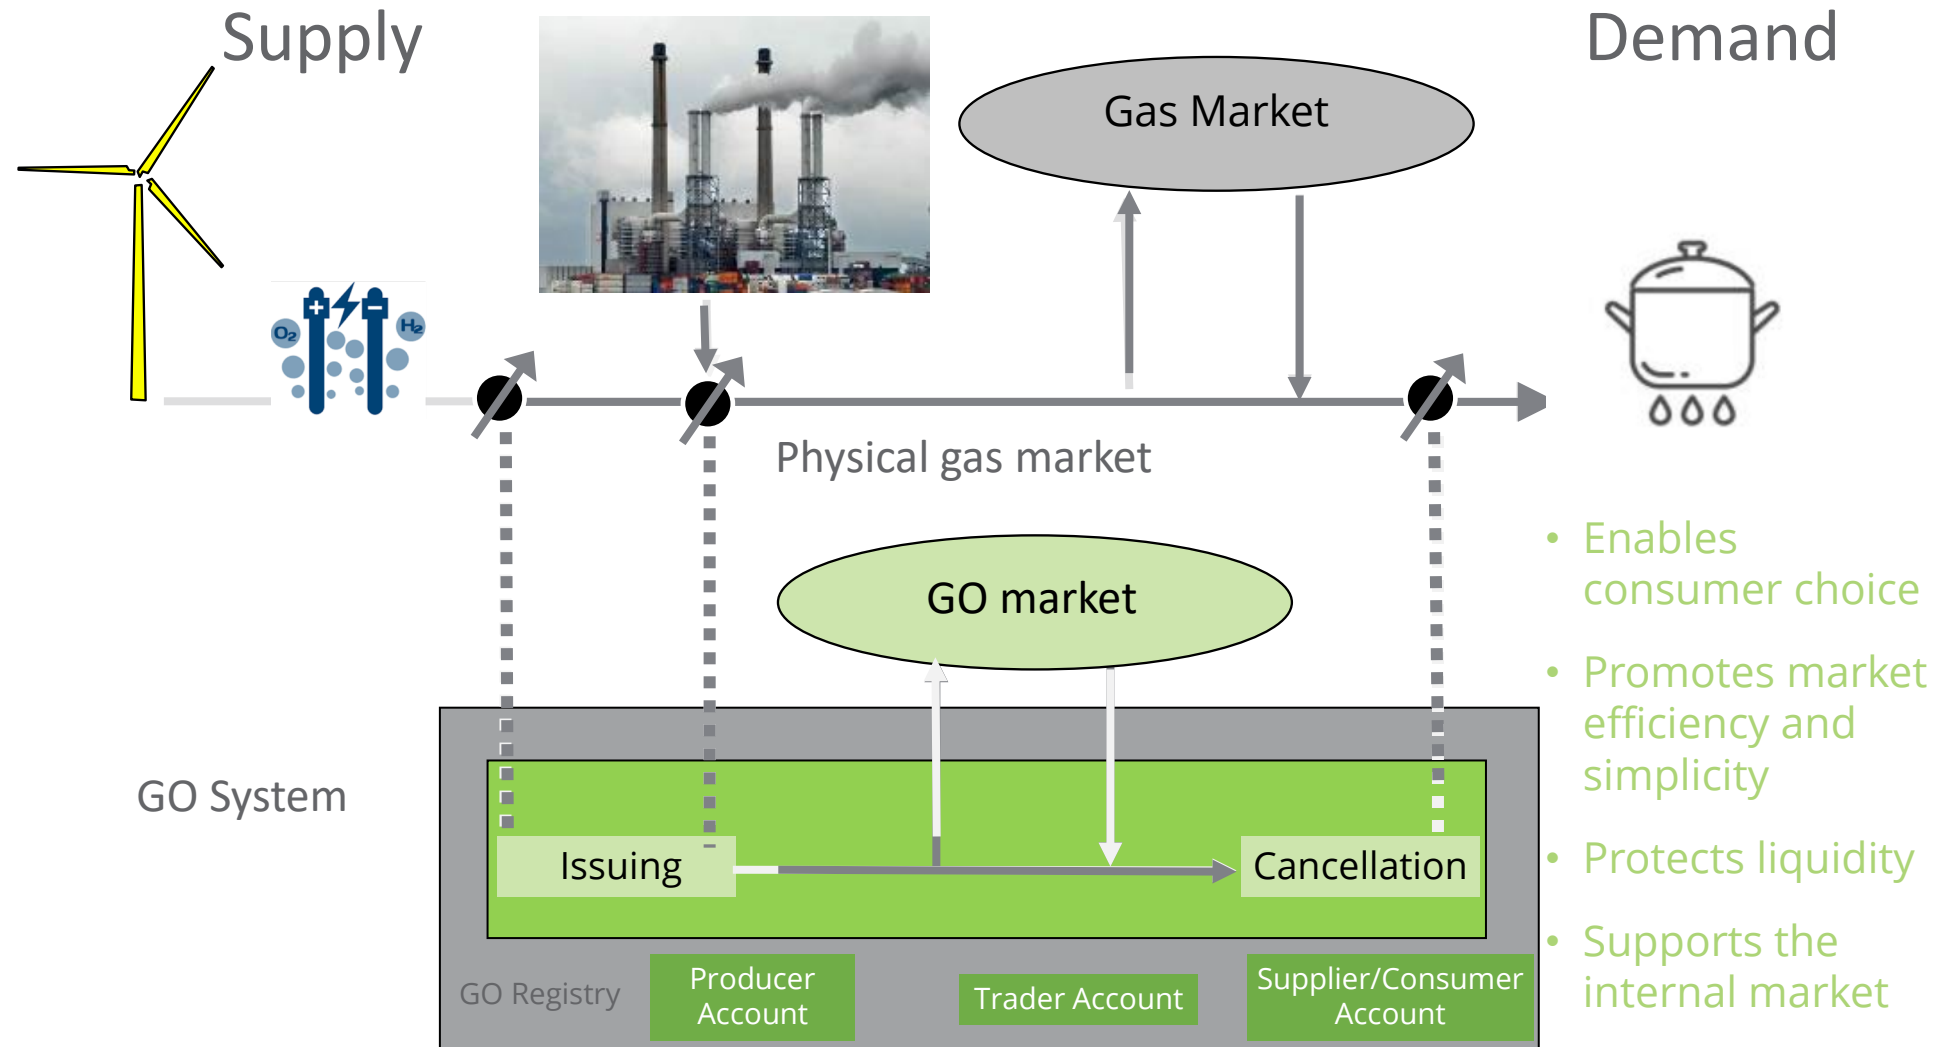 Supply
Demand
Gas Market
+
−
O₂
H₂
Physical gas market
GO market
• Enables
consumer choice
• Promotes market
efficiency and
simplicity
• Protects liquidity
• Supports the
internal market
GO System
Issuing
Cancellation
GO Registry
Producer
Account
Trader Account
Supplier/Consumer
Account